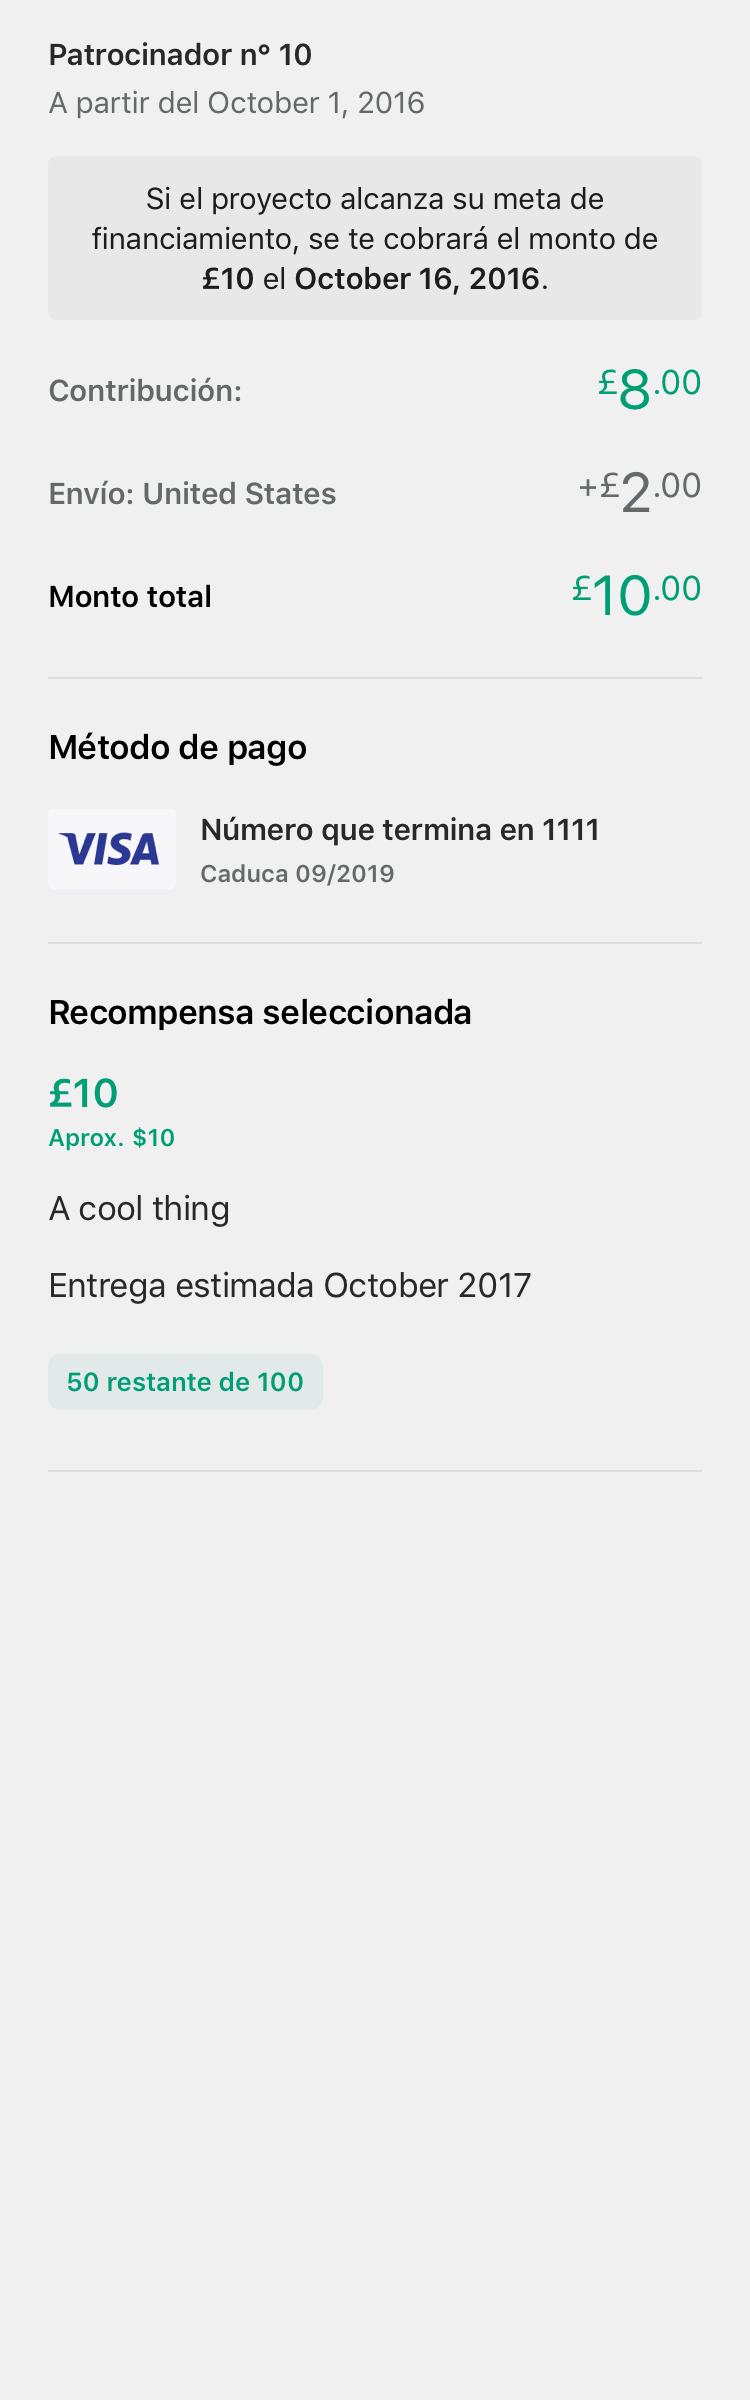 Patrocinador nº 10
A partir del October 1, 2016
Si el proyecto alcanza su meta de
financiamiento, se te cobrará el monto de
£10 el October 16, 2016.
Contribución: £8.00
Envío: United States +£2.00
Monto total £10.00
Método de pago
VISA
Número que termina en 1111
Caduca 09/2019
Recompensa seleccionada
£10
Aprox. $10
A cool thing
Entrega estimada October 2017
50 restante de 100